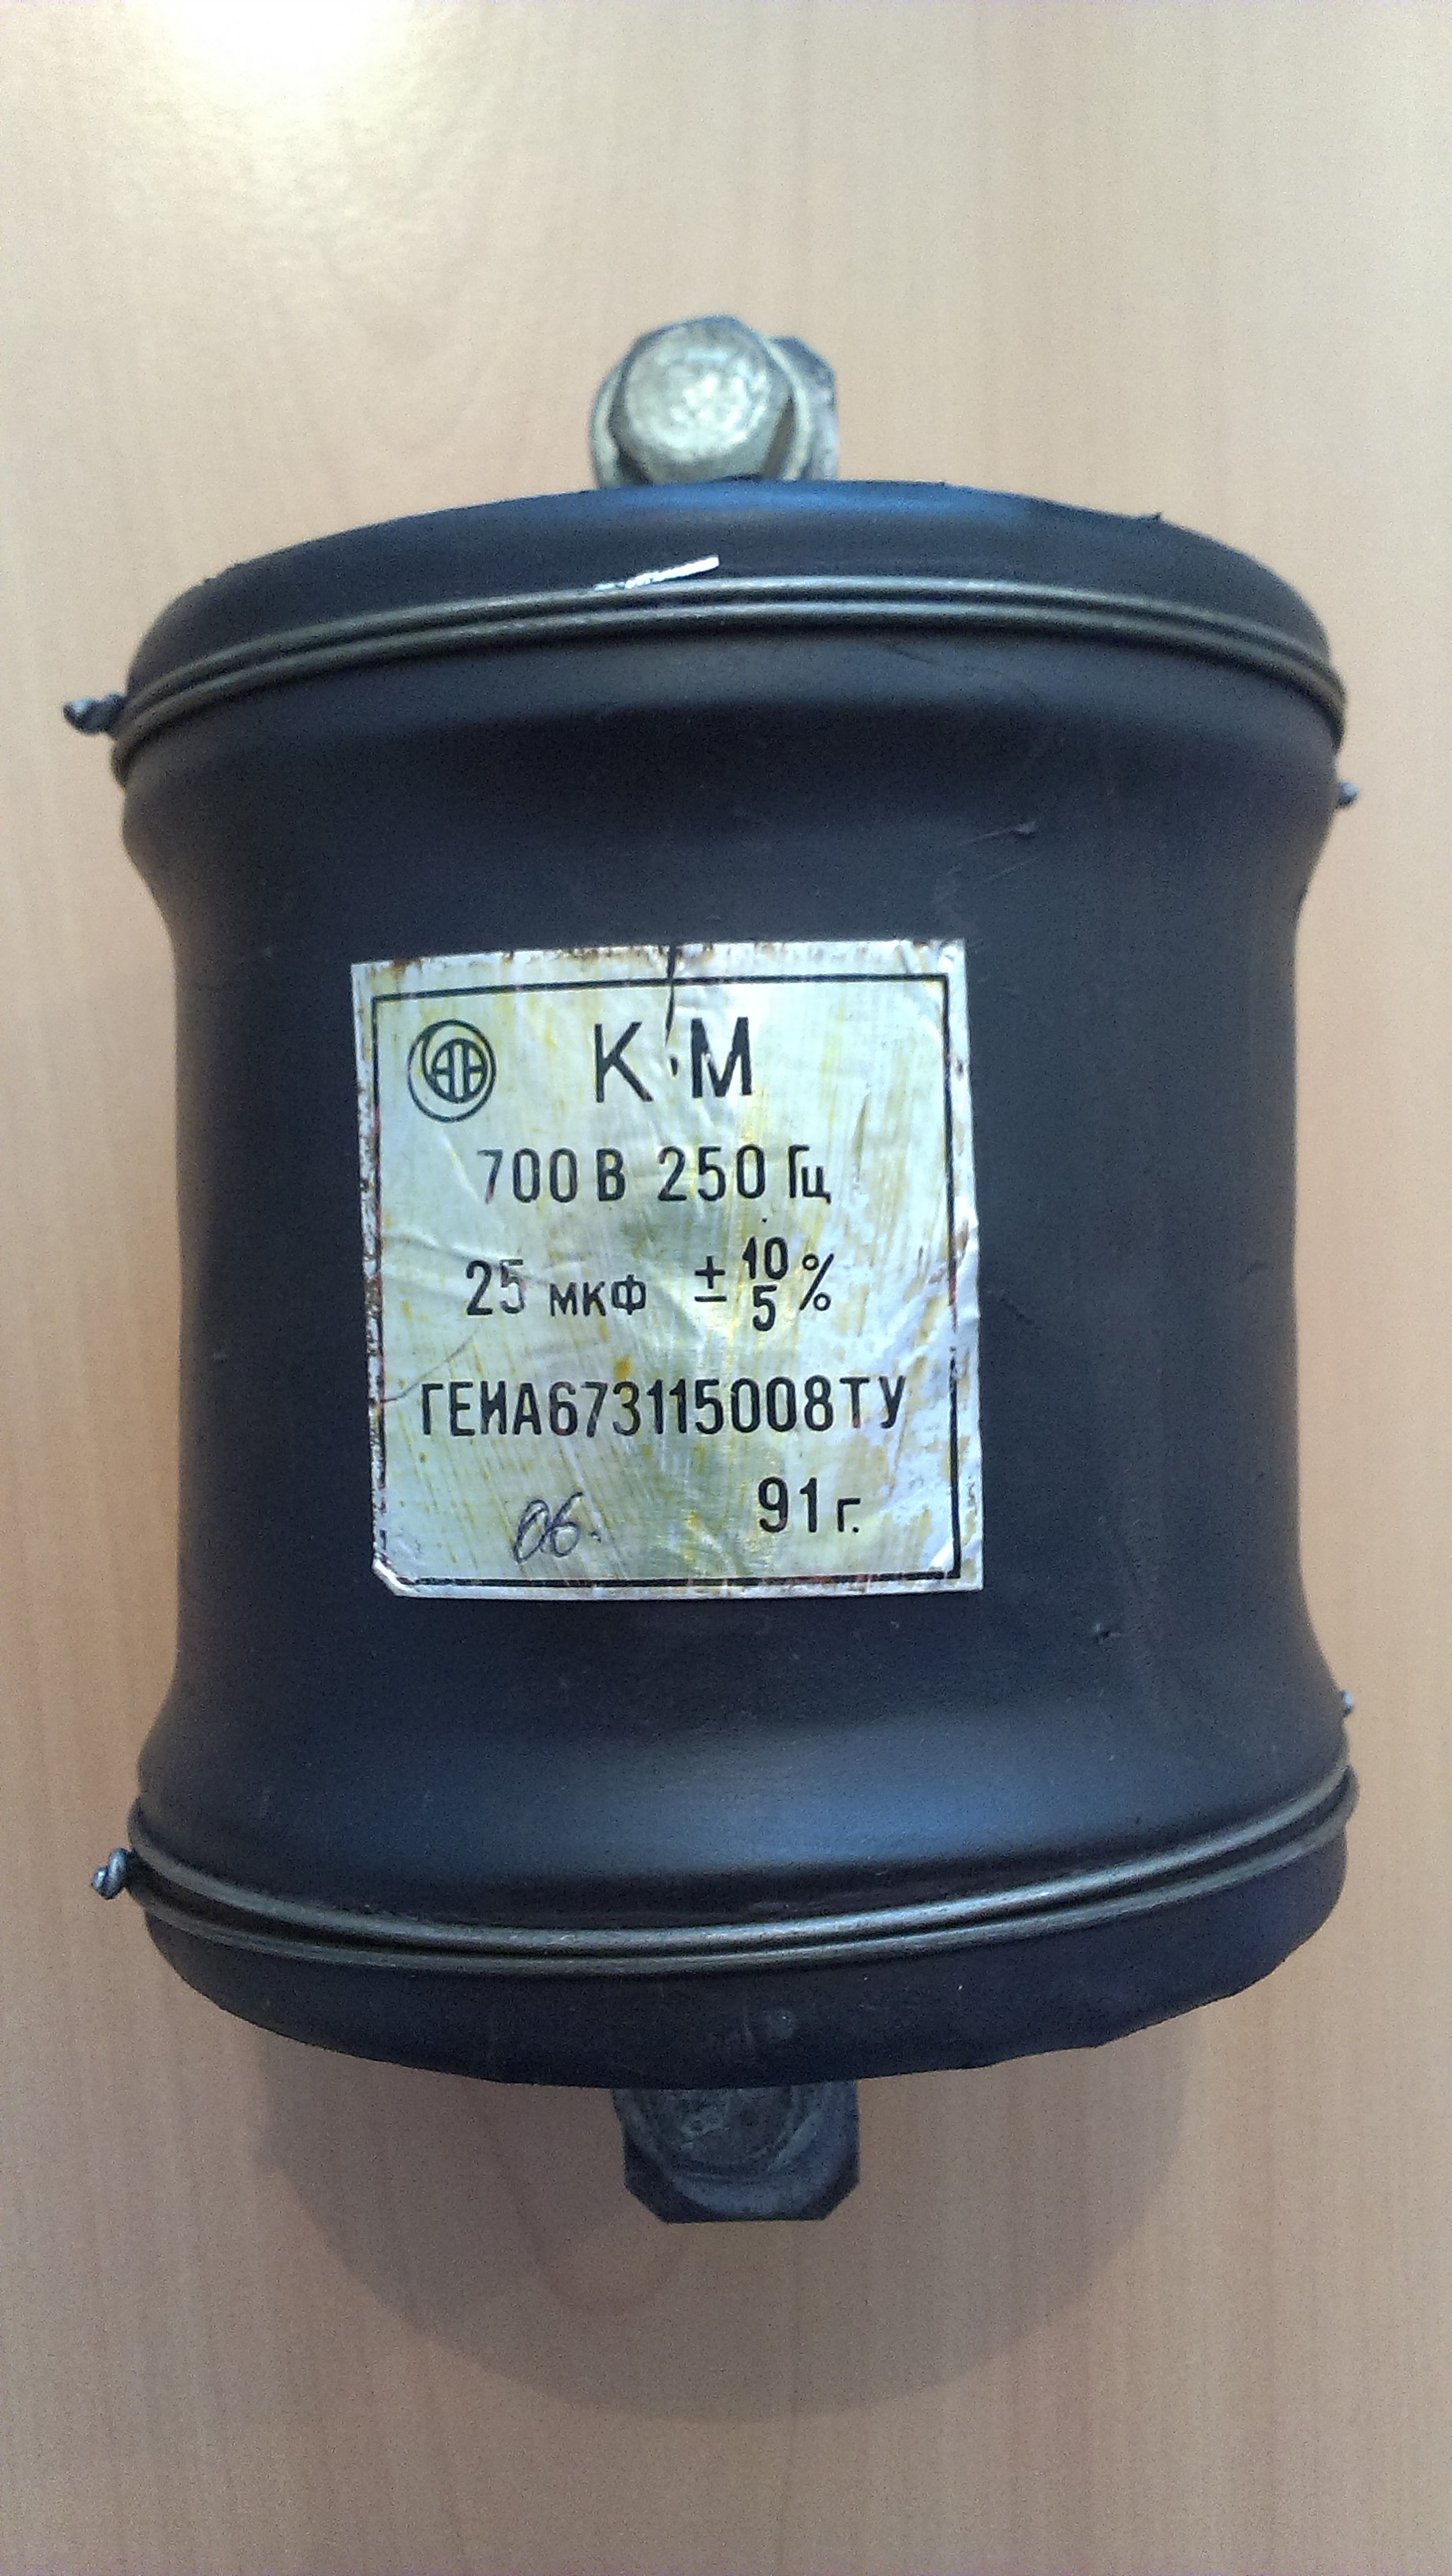 К М
700 В 250 Гц
25 мкФ ± 10/5 %
ГЕИА673115008ТУ
06. 91 г.